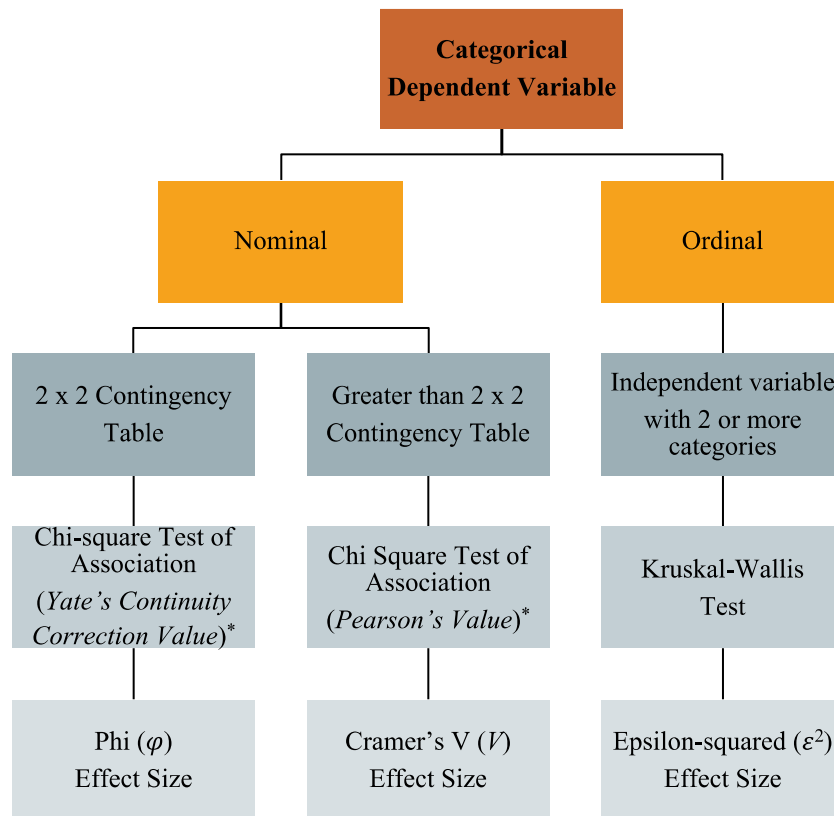 Categorical
Dependent Variable
Nominal
Ordinal
2 x 2 Contingency
Table
Greater than 2 x 2
Contingency Table
Independent variable
with 2 or more
categories
Chi-square Test of
Association
(Yate's Continuity
Correction Value)*
Chi Square Test of
Association
(Pearson's Value)*
Kruskal-Wallis
Test
Phi (φ)
Effect Size
Cramer's V (V)
Effect Size
Epsilon-squared (ε²)
Effect Size